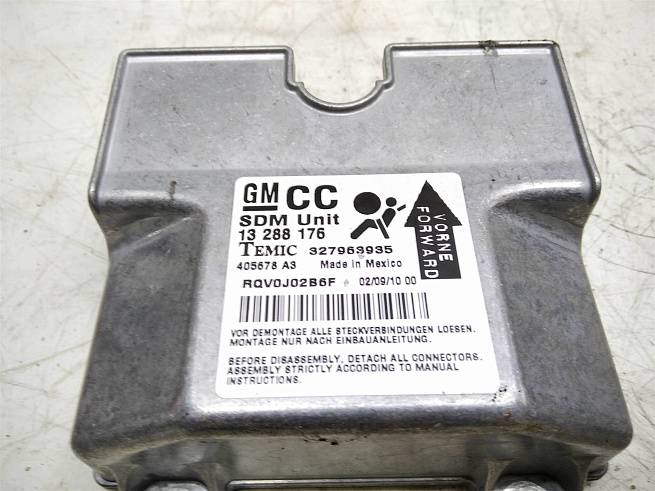 GM CC
SDM Unit
13 288 176
TEMIC 327963935
405678 A3 Made in Mexico
RQV0J02B6F 02/09/10 00
VORNE
FORWARD
VOR DEMONTAGE ALLE STECKVERBINDUNGEN LOESEN.
MONTAGE NUR NACH EINBAUANLEITUNG.
BEFORE DISASSEMBLY, DETACH ALL CONNECTORS.
ASSEMBLY STRICTLY ACCORDING TO MANUAL
INSTRUCTIONS.